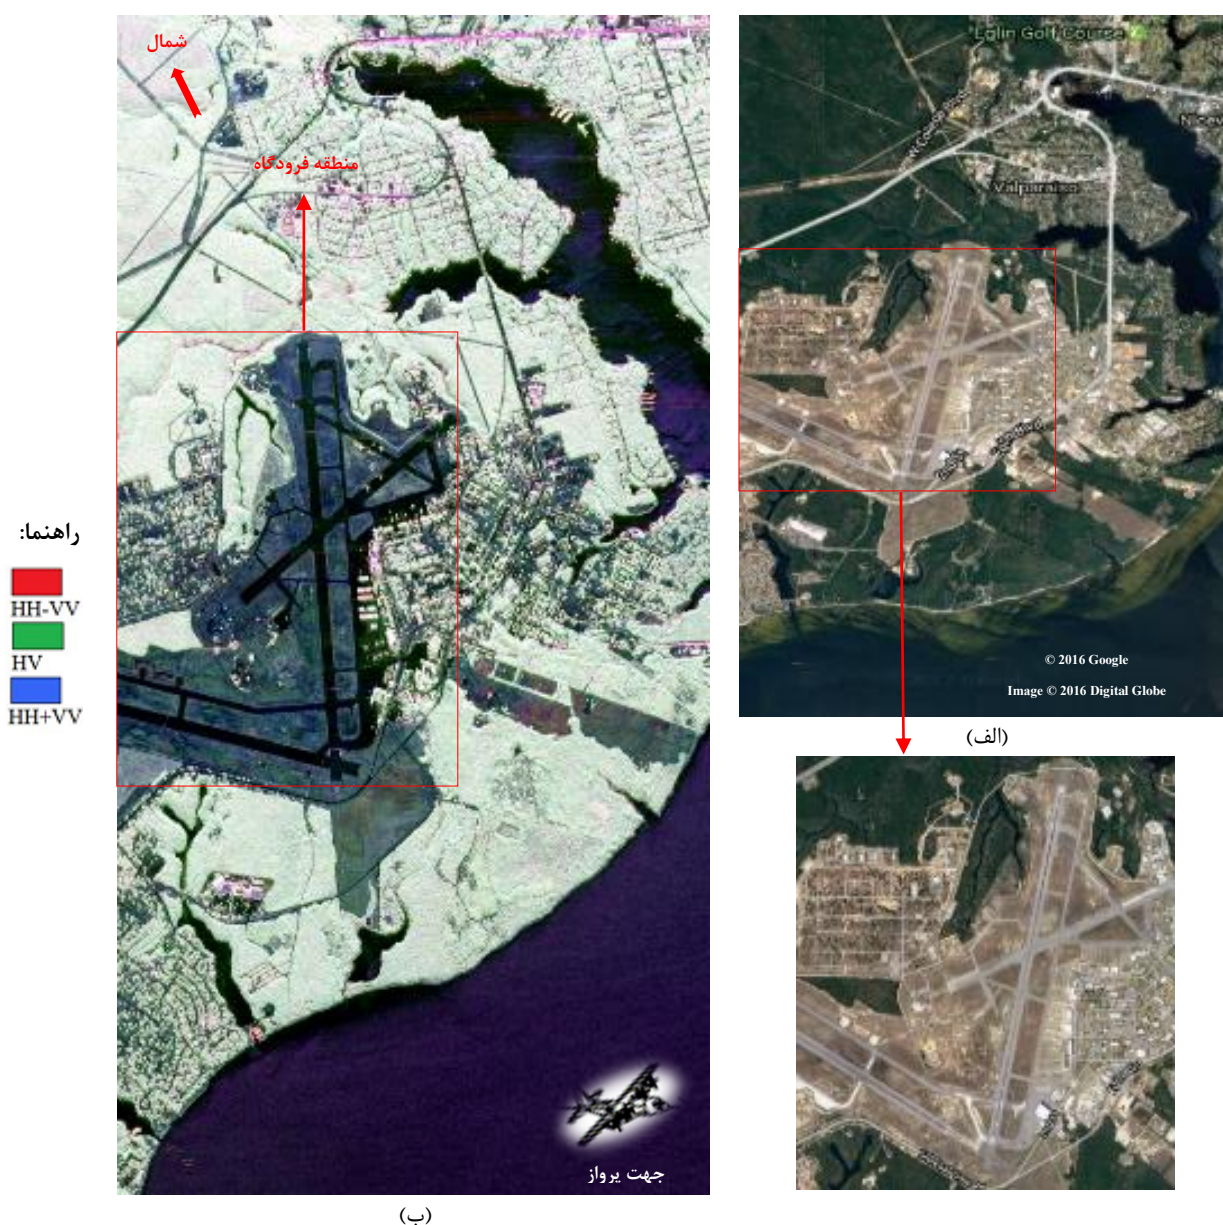 شمال
منطقه فرودگاه
راهنما:
HH-VV
HV
HH+VV
جهت پرواز
(ب)
Eglin Golf Course
Valparaiso
© 2016 Google
Image © 2016 Digital Globe
(الف)